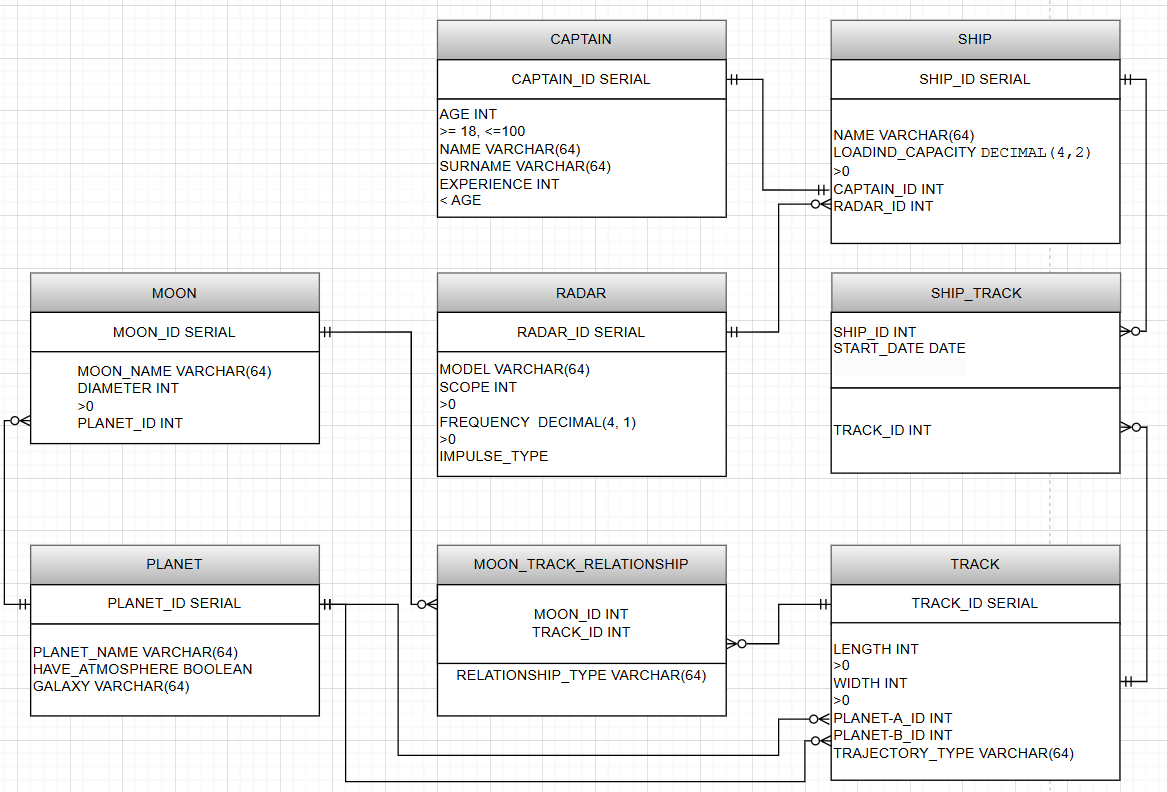 CAPTAIN
CAPTAIN_ID SERIAL
AGE INT
>= 18, <=100
NAME VARCHAR(64)
SURNAME VARCHAR(64)
EXPERIENCE INT
< AGE
SHIP
SHIP_ID SERIAL
NAME VARCHAR(64)
LOADIND_CAPACITY DECIMAL(4,2)
>0
CAPTAIN_ID INT
RADAR_ID INT
MOON
MOON_ID SERIAL
MOON_NAME VARCHAR(64)
DIAMETER INT
>0
PLANET_ID INT
RADAR
RADAR_ID SERIAL
MODEL VARCHAR(64)
SCOPE INT
>0
FREQUENCY DECIMAL(4, 1)
>0
IMPULSE_TYPE
SHIP_TRACK
SHIP_ID INT
START_DATE DATE
TRACK_ID INT
PLANET
PLANET_ID SERIAL
PLANET_NAME VARCHAR(64)
HAVE_ATMOSPHERE BOOLEAN
GALAXY VARCHAR(64)
MOON_TRACK_RELATIONSHIP
MOON_ID INT
TRACK_ID INT
RELATIONSHIP_TYPE VARCHAR(64)
TRACK
TRACK_ID SERIAL
LENGTH INT
>0
WIDTH INT
>0
PLANET-A_ID INT
PLANET-B_ID INT
TRAJECTORY_TYPE VARCHAR(64)